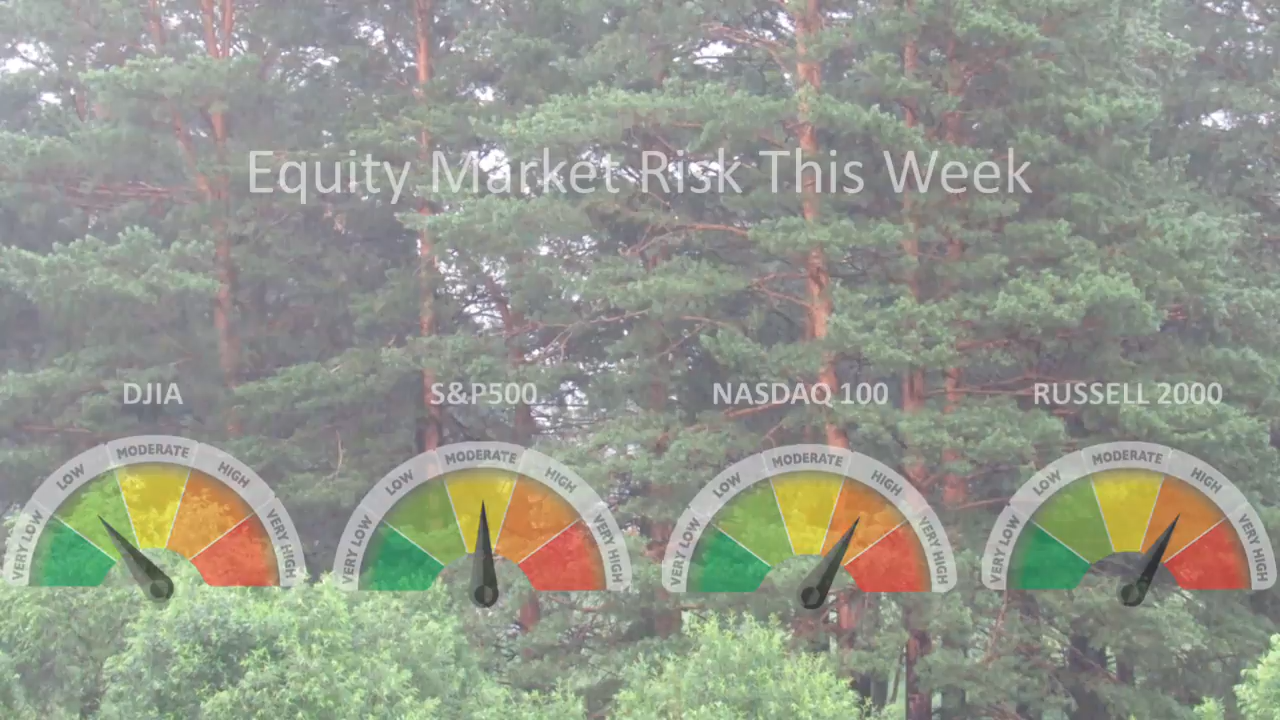 Equity Market Risk This Week
DJIA
S&P500
NASDAQ 100
RUSSELL 2000
VERY LOW
LOW
MODERATE
HIGH
VERY HIGH
VERY LOW
LOW
MODERATE
HIGH
VERY HIGH
VERY LOW
LOW
MODERATE
HIGH
VERY HIGH
VERY LOW
LOW
MODERATE
HIGH
VERY HIGH